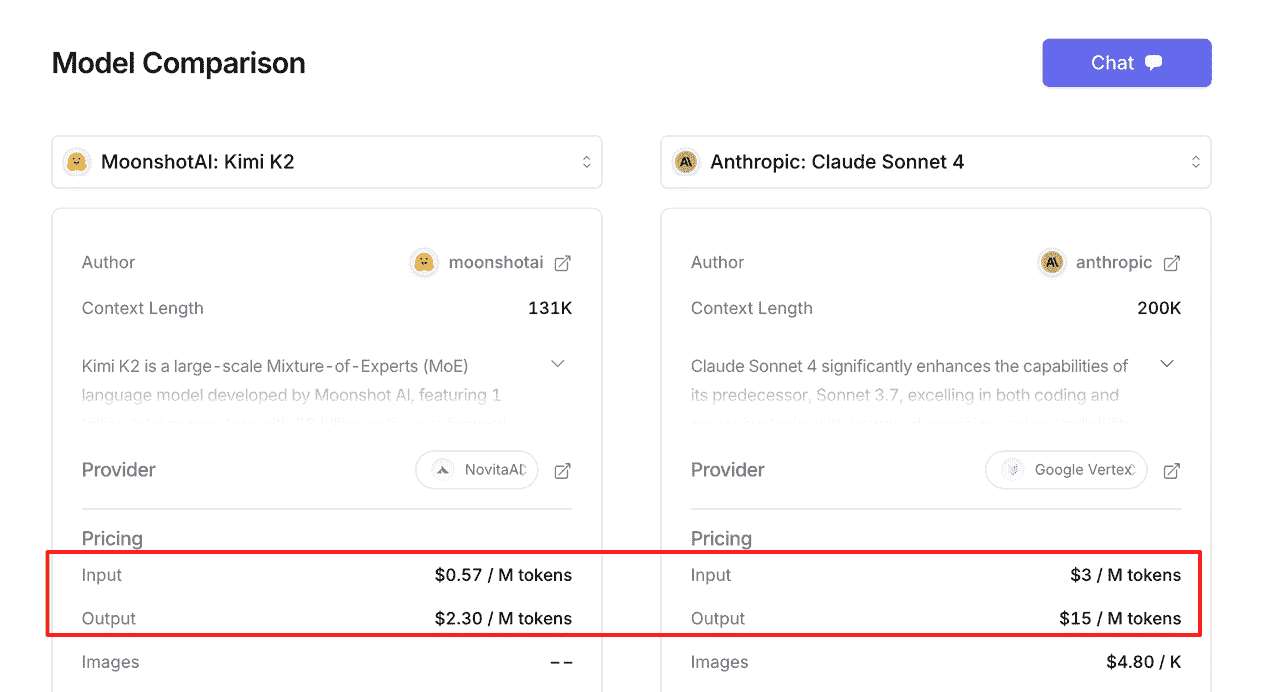 Model Comparison
Chat
MoonshotAI: Kimi K2
Anthropic: Claude Sonnet 4
Author
moonshotai
Context Length
131K
Kimi K2 is a large-scale Mixture-of-Experts (MoE)
language model developed by Moonshot AI, featuring 1
Provider
NovitaAI
Pricing
Input
$0.57 / M tokens
Output
$2.30 / M tokens
Images
--
Author
anthropic
Context Length
200K
Claude Sonnet 4 significantly enhances the capabilities of
its predecessor, Sonnet 3.7, excelling in both coding and
Provider
Google Vertex
Pricing
Input
$3 / M tokens
Output
$15 / M tokens
Images
$4.80 / K